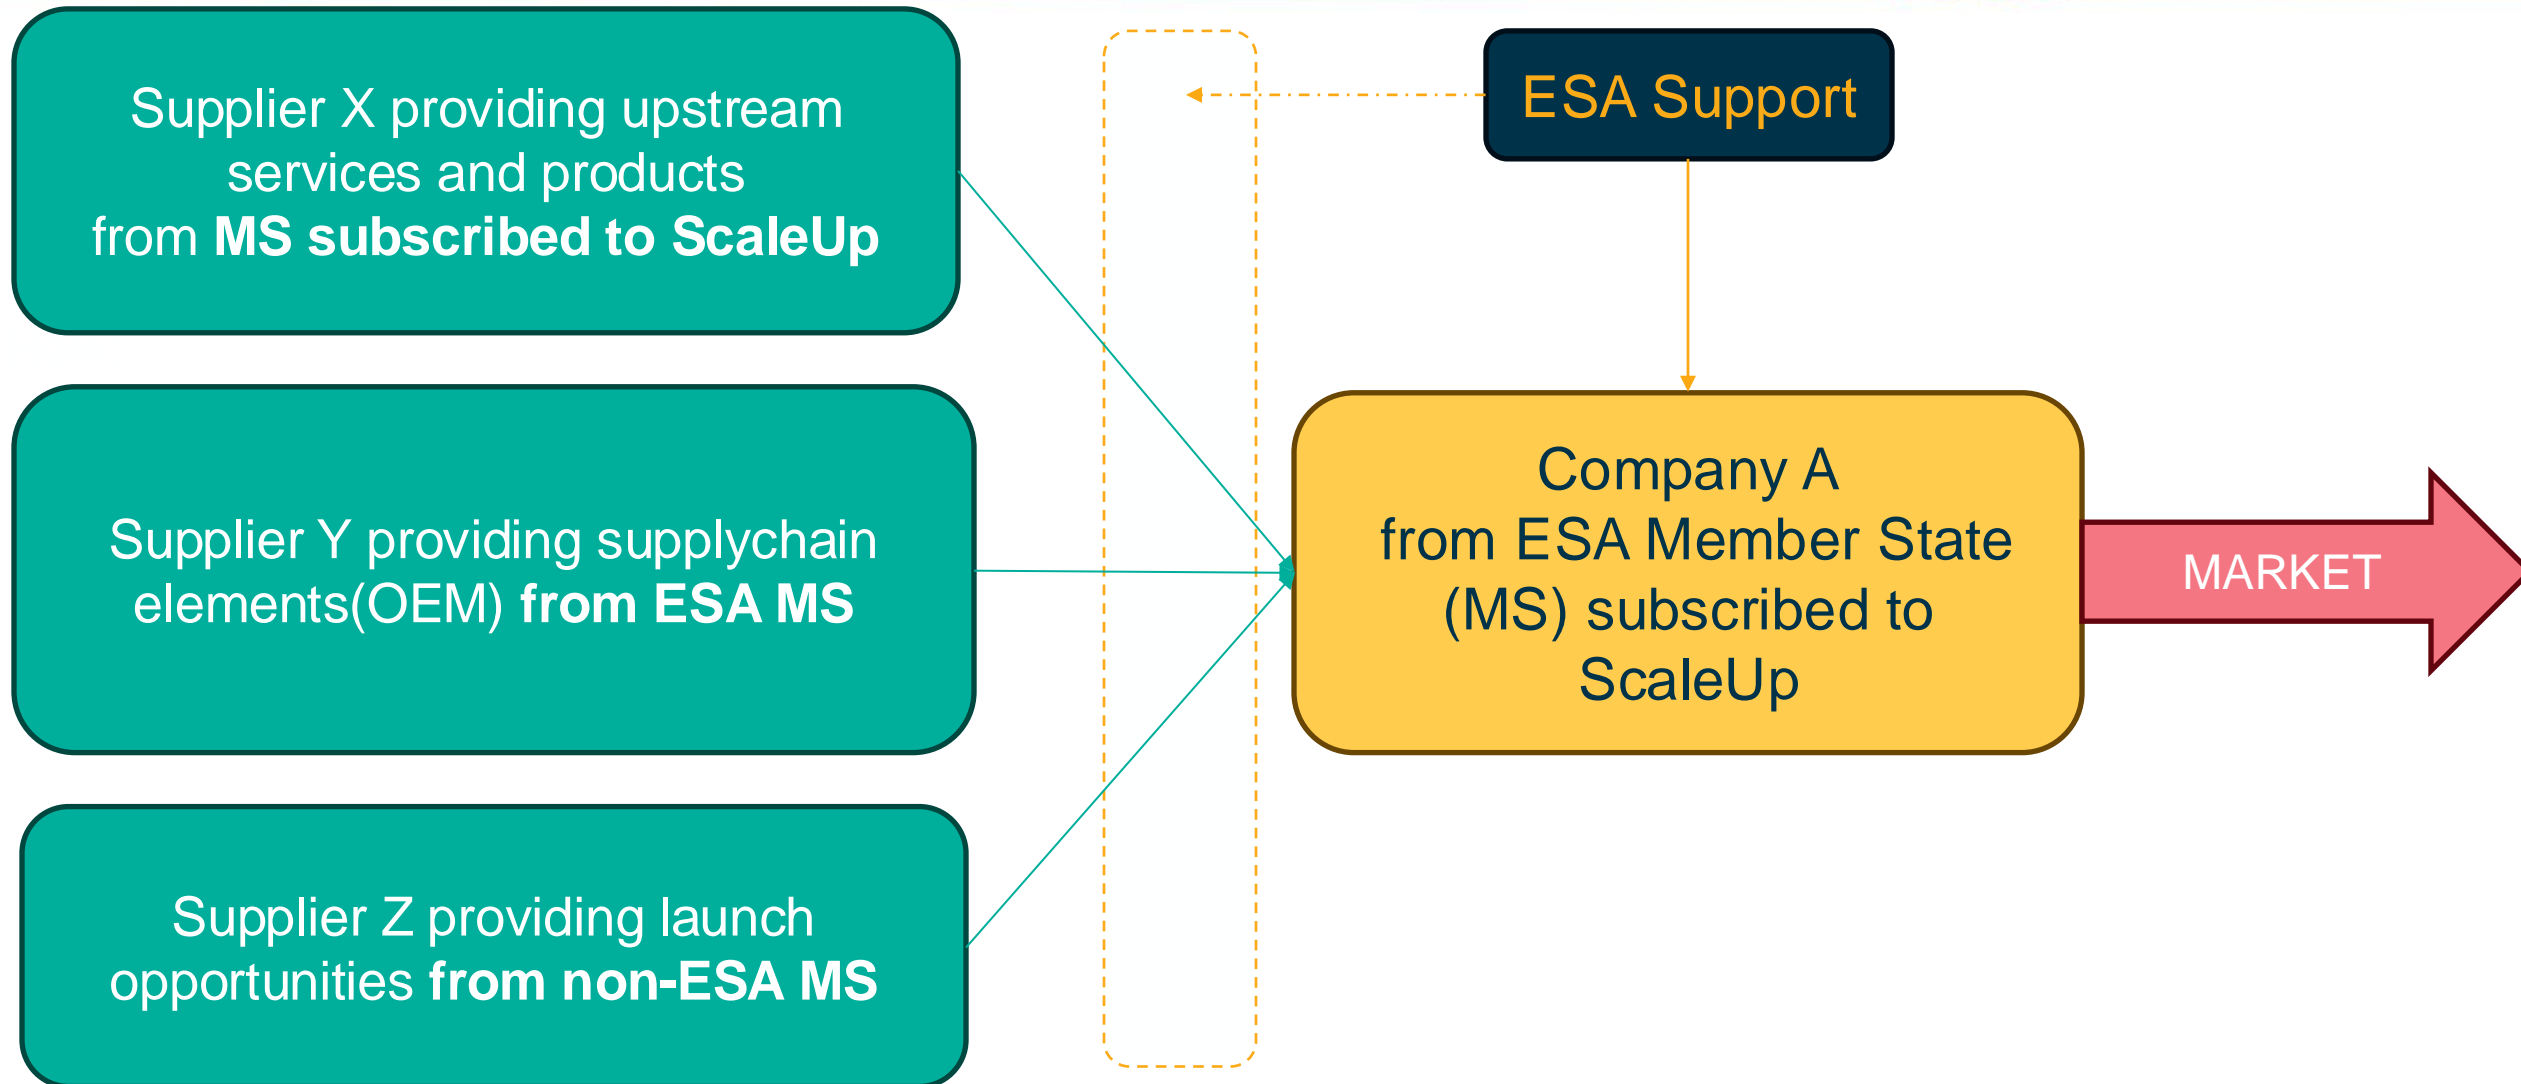 Supplier X providing upstream
services and products
from MS subscribed to ScaleUp
ESA Support
Supplier Y providing supplychain
elements(OEM) from ESA MS
Company A
from ESA Member State
(MS) subscribed to
ScaleUp
MARKET
Supplier Z providing launch
opportunities from non-ESA MS